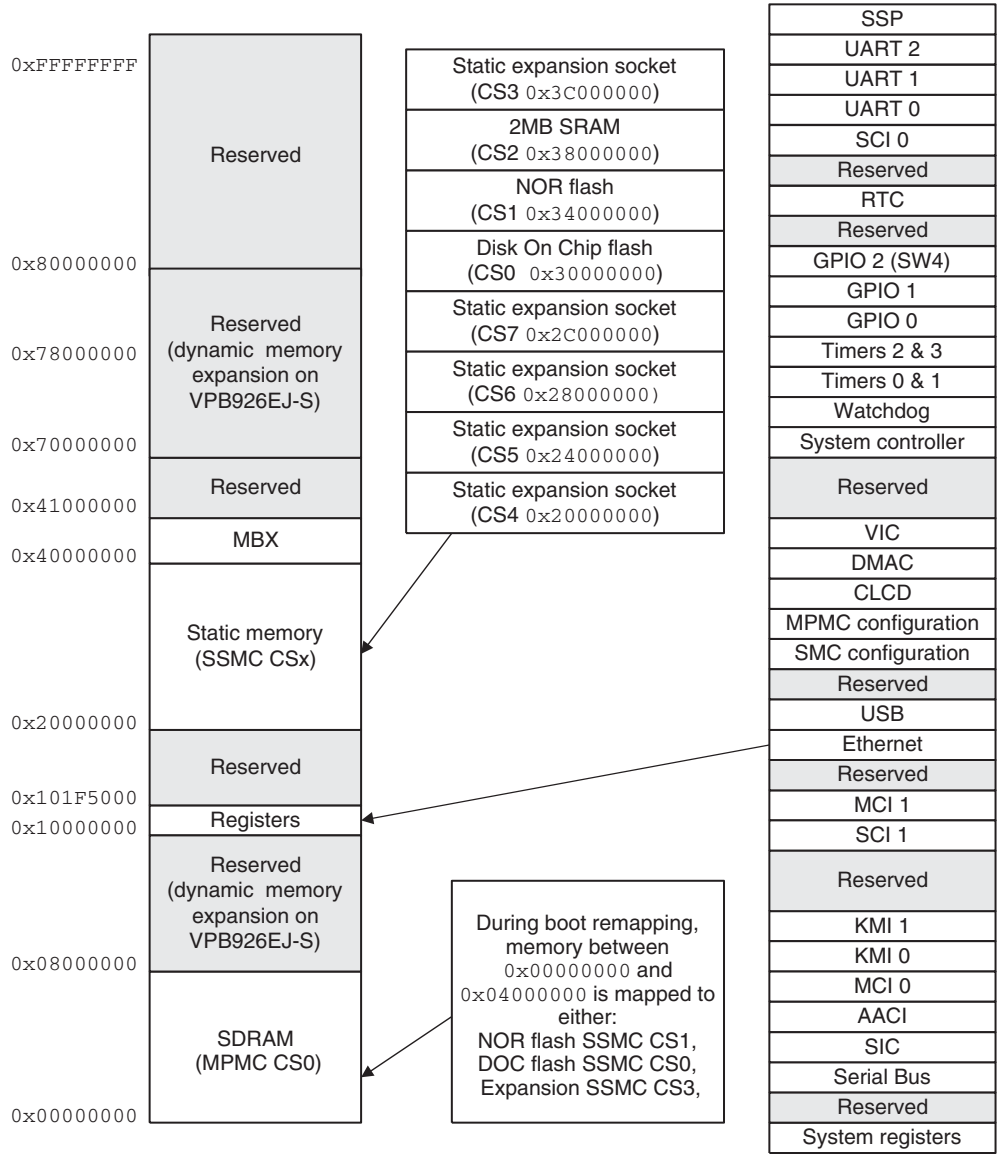 0xFFFFFFFF
Reserved
0x80000000
Reserved
(dynamic memory
expansion on
VPB926EJ-S)
0x78000000
0x70000000
Reserved
0x41000000
MBX
0x40000000
Static memory
(SSMC CSx)
0x20000000
Reserved
0x101F5000
Registers
0x10000000
Reserved
(dynamic memory
expansion on
VPB926EJ-S)
0x08000000
SDRAM
(MPMC CS0)
0x00000000
Static expansion socket
(CS3 0x3C000000)
2MB SRAM
(CS2 0x38000000)
NOR flash
(CS1 0x34000000)
Disk On Chip flash
(CS0 0x30000000)
Static expansion socket
(CS7 0x2C000000)
Static expansion socket
(CS6 0x28000000)
Static expansion socket
(CS5 0x24000000)
Static expansion socket
(CS4 0x20000000)
During boot remapping,
memory between
0x00000000 and
0x04000000 is mapped to
either:
NOR flash SSMC CS1,
DOC flash SSMC CS0,
Expansion SSMC CS3,
SSP
UART 2
UART 1
UART 0
SCI 0
Reserved
RTC
Reserved
GPIO 2 (SW4)
GPIO 1
GPIO 0
Timers 2 & 3
Timers 0 & 1
Watchdog
System controller
Reserved
VIC
DMAC
CLCD
MPMC configuration
SMC configuration
Reserved
USB
Ethernet
Reserved
MCI 1
SCI 1
Reserved
KMI 1
KMI 0
MCI 0
AACI
SIC
Serial Bus
Reserved
System registers